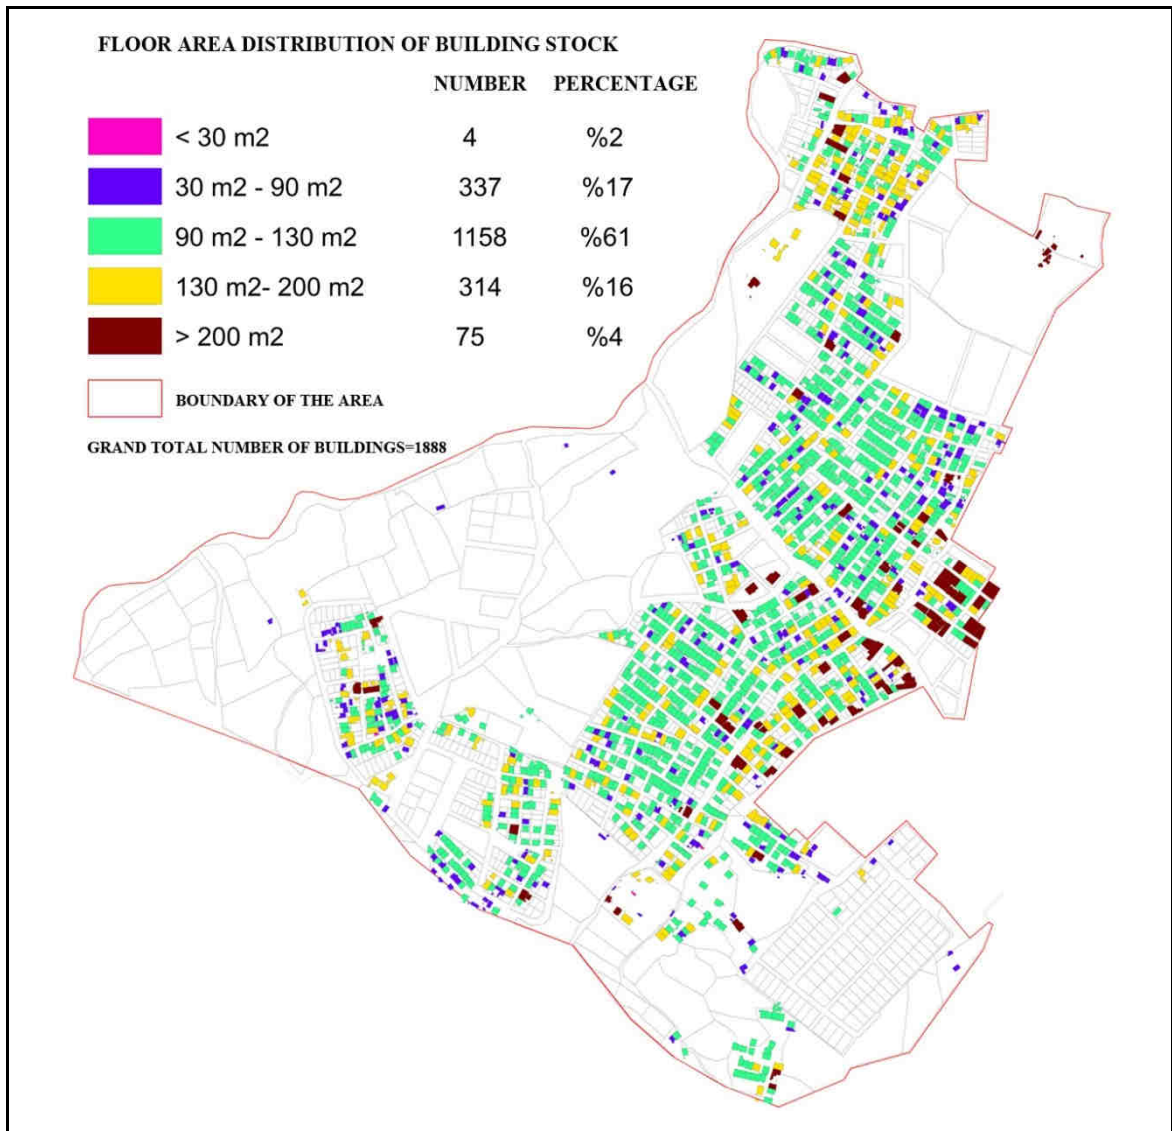 FLOOR AREA DISTRIBUTION OF BUILDING STOCK
NUMBER PERCENTAGE
< 30 m2 4 %2
30 m2 - 90 m2 337 %17
90 m2 - 130 m2 1158 %61
130 m2- 200 m2 314 %16
> 200 m2 75 %4
BOUNDARY OF THE AREA
GRAND TOTAL NUMBER OF BUILDINGS=1888